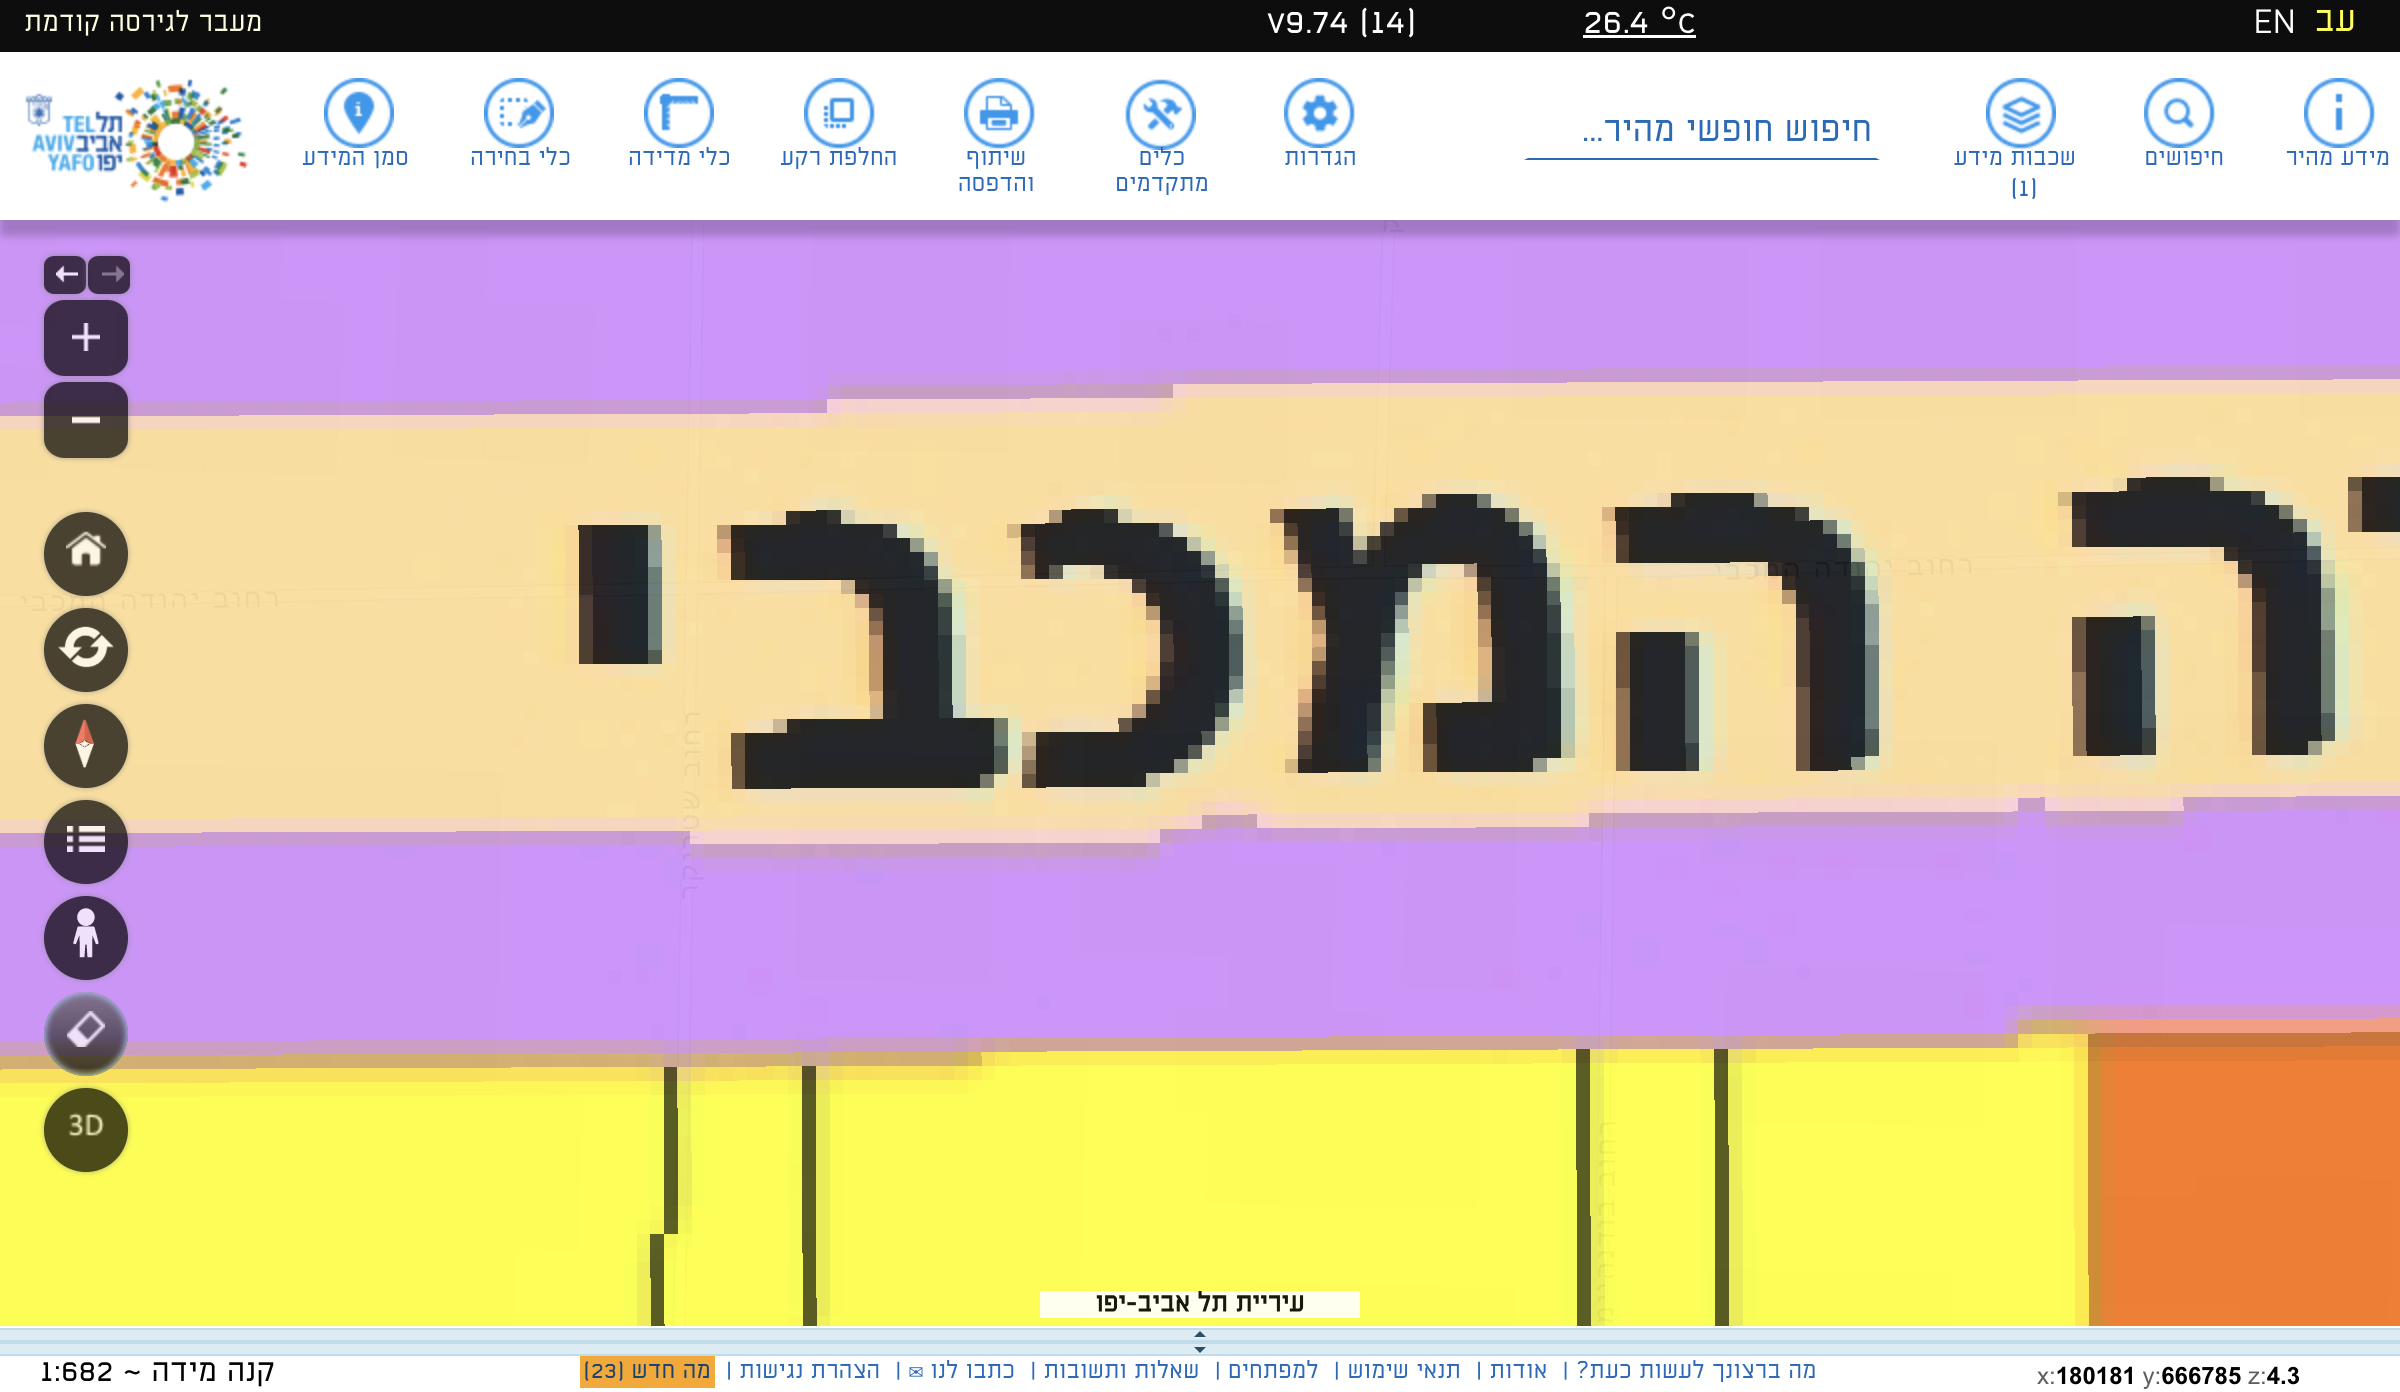 עב EN
26.4 °C
V9.74 (14)
מעבר לגירסה קודמת
מידע מהיר
חיפושים
שכבות מידע
(1)
חיפוש חופשי מהיר...
הגדרות
כלים
מתקדמים
שיתוף
והדפסה
החלפת רקע
כלי מדידה
כלי בחירה
סמן המידע
תל TEL
אביב AVIV
יפו YAFO
ה המכבי
רחוב יהודה המכבי
רחוב יהודה המכבי
רחוב שטריקר
3D
עיריית תל אביב-יפו
מה ברצונך לעשות כעת? | אודות | תנאי שימוש | למפתחים | שאלות ותשובות | כתבו לנו ✉ | הצהרת נגישות | מה חדש (23)
קנה מידה ~ 1:682
x:180181 y:666785 z:4.3